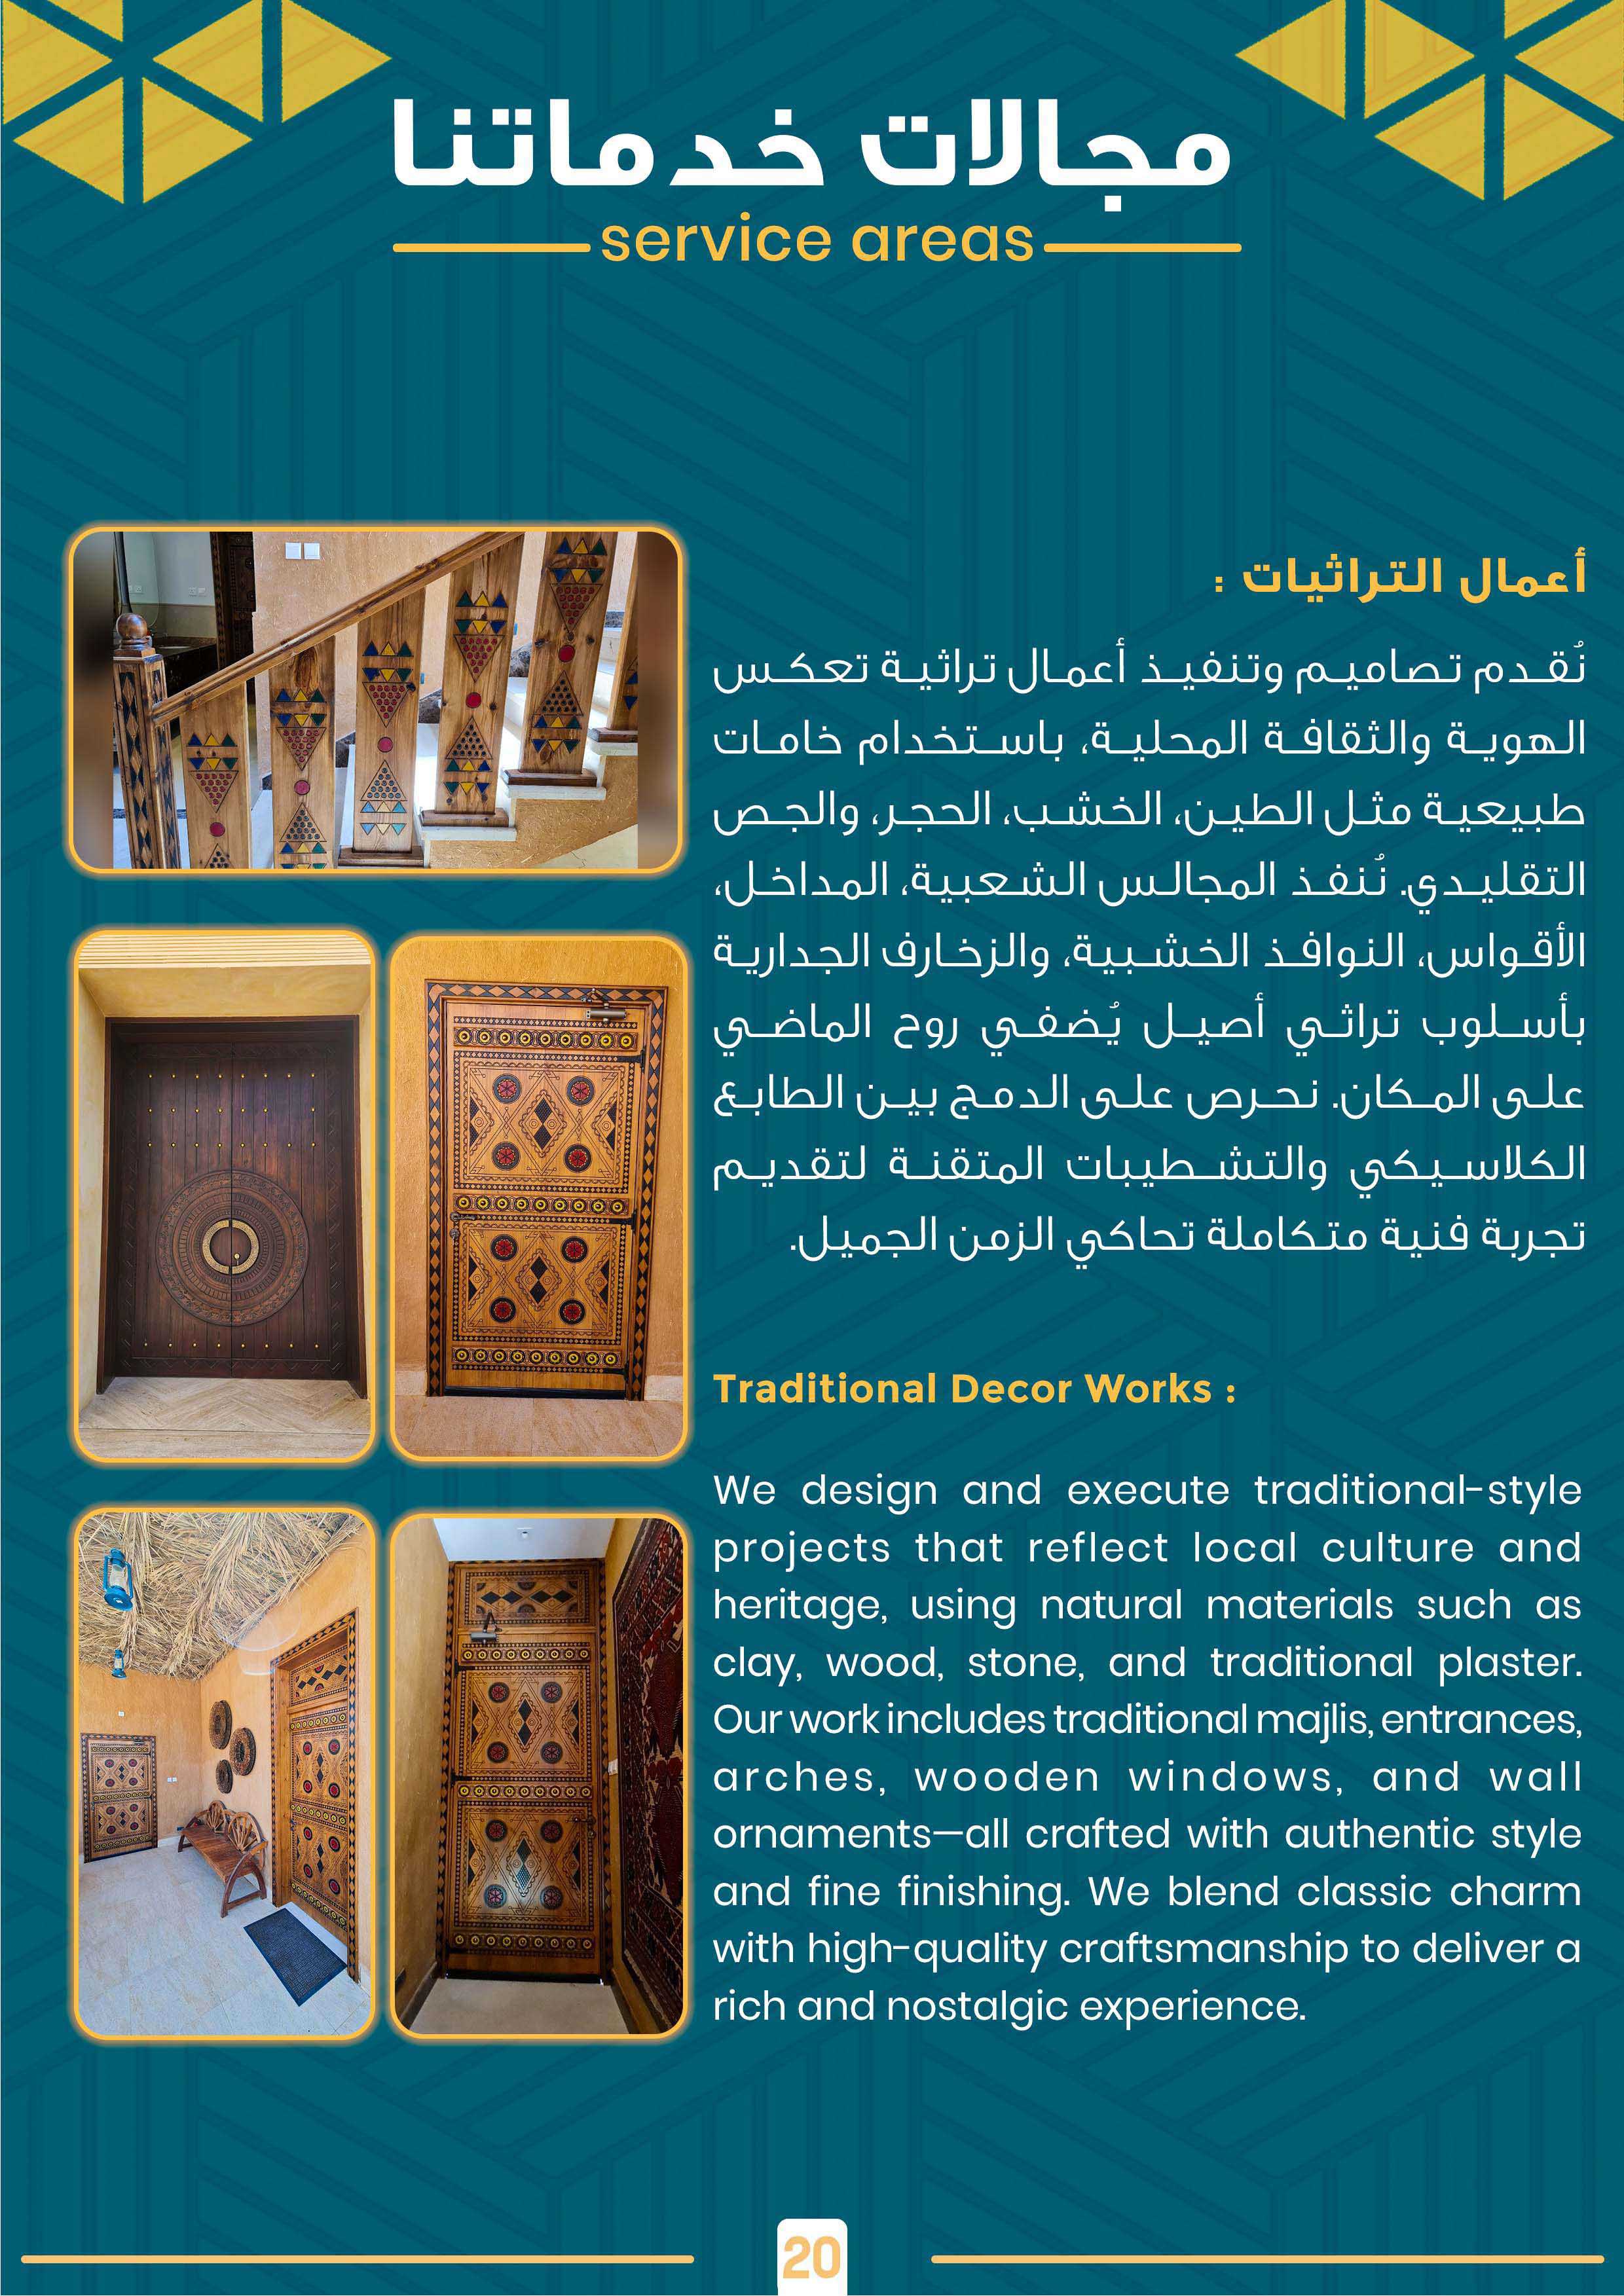 مجالات خدماتنا
service areas
أعمال التراثيات :
نُقدم تصاميم وتنفيذ أعمال تراثية تعكس
الهوية والثقافة المحلية، باستخدام خامات
طبيعية مثل الطين، الخشب، الحجر، والجص
التقليدي. نُنفذ المجالس الشعبية، المداخل،
الأقواس، النوافذ الخشبية، والزخارف الجدارية
بأسلوب تراثي أصيل يُضفي روح الماضي
على المكان. نحرص على الدمج بين الطابع
الكلاسيكي والتشطيبات المتقنة لتقديم
تجربة فنية متكاملة تحاكي الزمن الجميل.
Traditional Decor Works :
We design and execute traditional-style
projects that reflect local culture and
heritage, using natural materials such as
clay, wood, stone, and traditional plaster.
Our work includes traditional majlis, entrances,
arches, wooden windows, and wall
ornaments—all crafted with authentic style
and fine finishing. We blend classic charm
with high-quality craftsmanship to deliver a
rich and nostalgic experience.
20